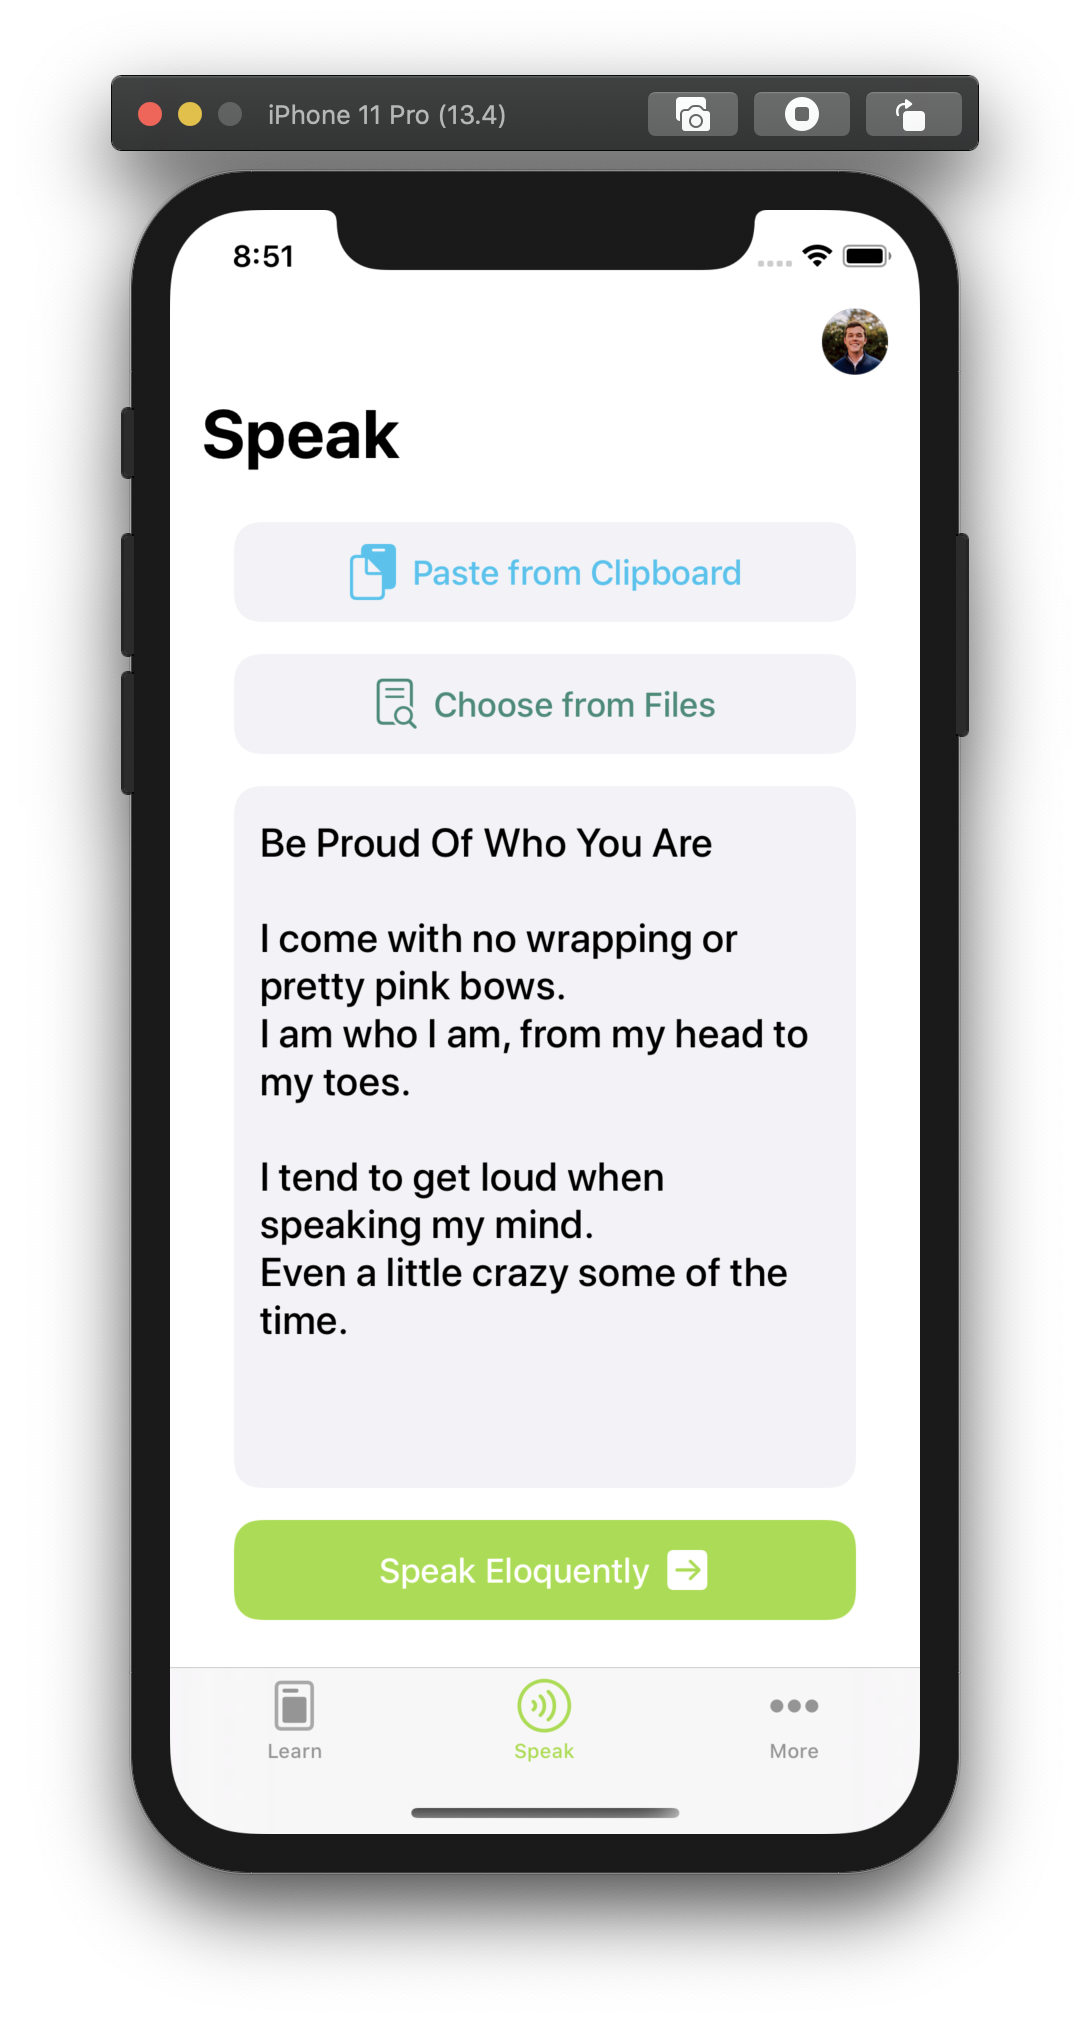 iPhone 11 Pro (13.4)
8:51
Speak
Paste from Clipboard
Choose from Files
Be Proud Of Who You Are
I come with no wrapping or
pretty pink bows.
I am who I am, from my head to
my toes.
I tend to get loud when
speaking my mind.
Even a little crazy some of the
time.
Speak Eloquently
Learn
Speak
More